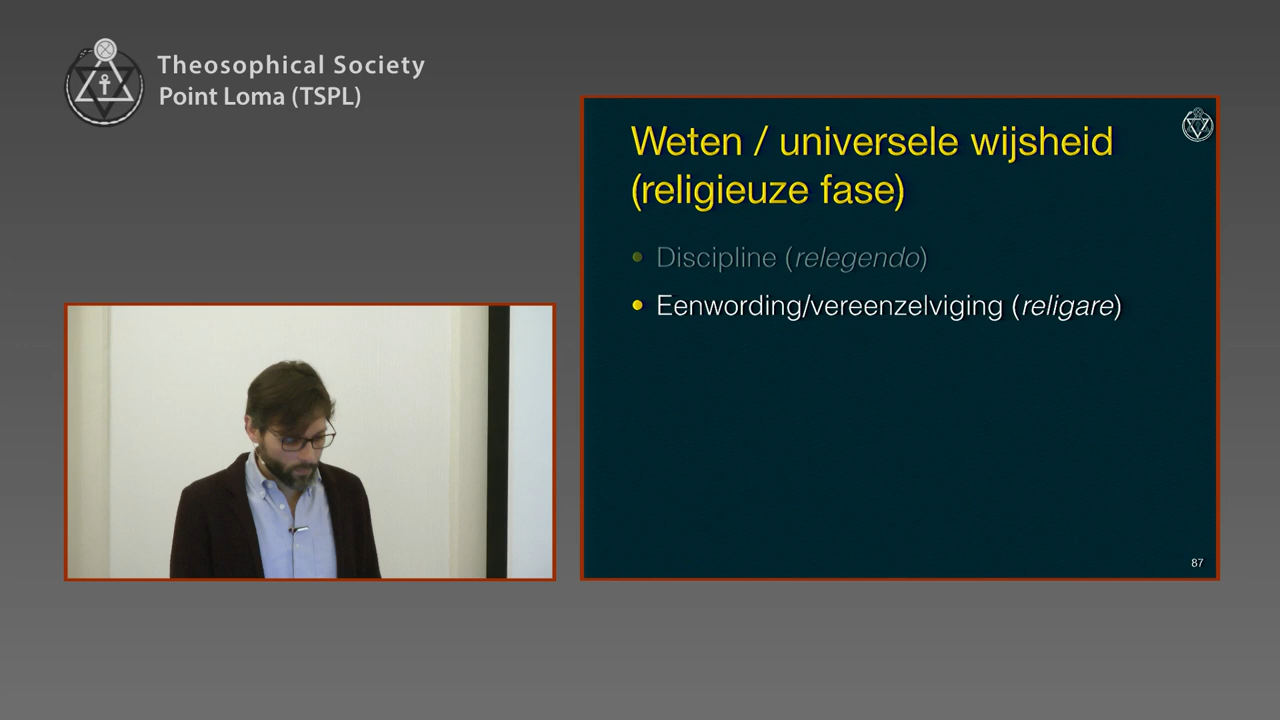 Theosophical Society
Point Loma (TSPL)
Weten / universele wijsheid
(religieuze fase)
• Discipline (relegendo)
• Eenwording/vereenzelviging (religare)
87